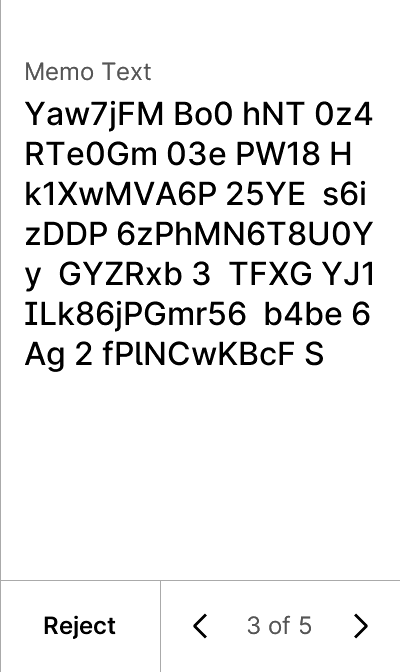 Memo Text
Yaw7jFM Bo0 hNT 0z4
RTe0Gm 03e PW18 H
k1XwMVA6P 25YE  s6i
zDDP 6zPhMN6T8U0Y
y  GYZRxb 3  TFXG YJ1
ILk86jPGmr56  b4be 6
Ag 2 fPlNCwKBcF S
Reject
3 of 5